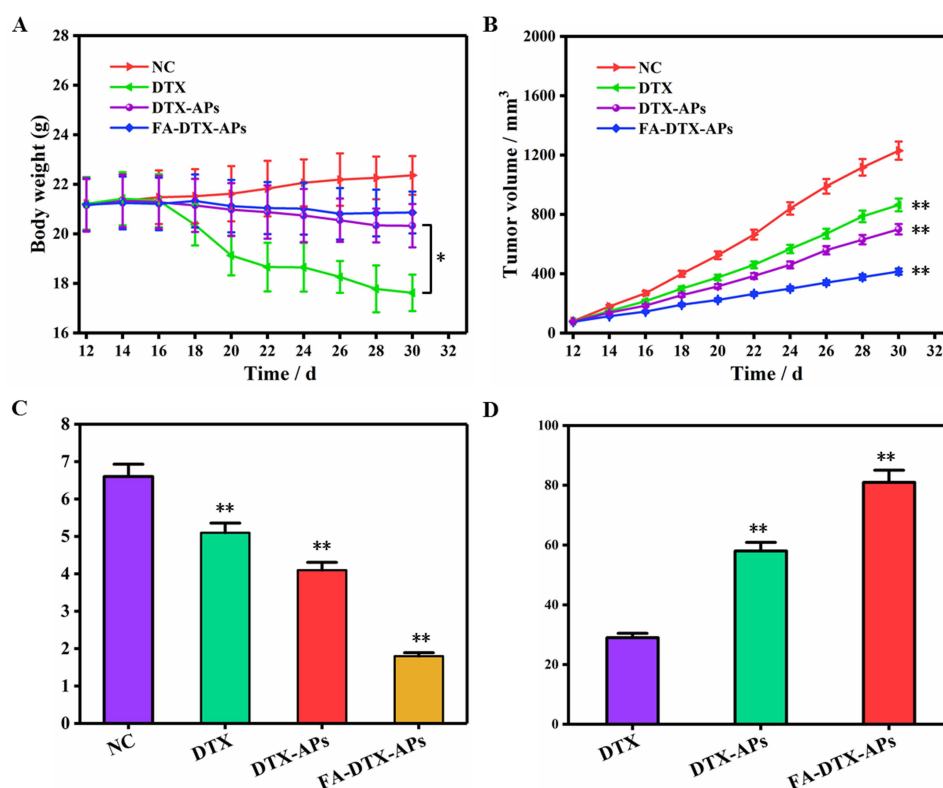 A
28
26
24
22
20
18
16
Body weight (g)
NC
DTX
DTX-APs
FA-DTX-APs
*
12 14 16 18 20 22 24 26 28 30 32
Time / d
B
2000
1600
1200
800
400
0
Tumor volume / mm³
NC
DTX
DTX-APs
FA-DTX-APs
**
**
**
12 14 16 18 20 22 24 26 28 30 32
Time / d
C
8
7
6
5
4
3
2
1
0
**
**
**
NC DTX DTX-APs FA-DTX-APs
D
100
80
60
40
20
0
**
**
DTX DTX-APs FA-DTX-APs